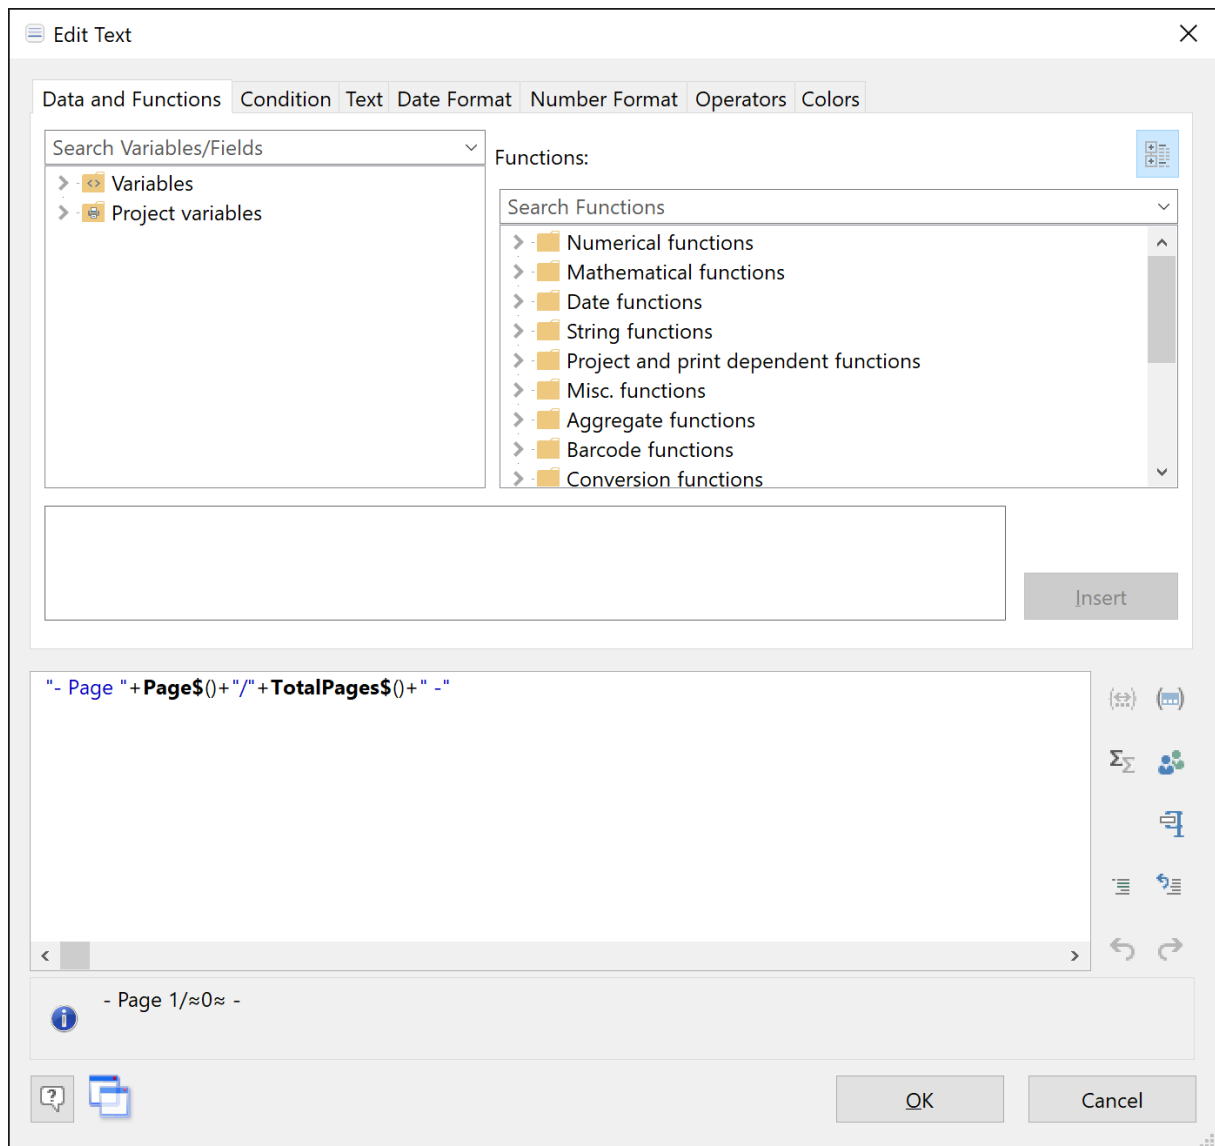 Edit Text
Data and Functions Condition Text Date Format Number Format Operators Colors
Search Variables/Fields
Variables
Project variables
Functions:
Search Functions
Numerical functions
Mathematical functions
Date functions
String functions
Project and print dependent functions
Misc. functions
Aggregate functions
Barcode functions
Conversion functions
Insert
"- Page "+Page$()+"/"+TotalPages$()+" -"
- Page 1/≈0≈ -
OK Cancel